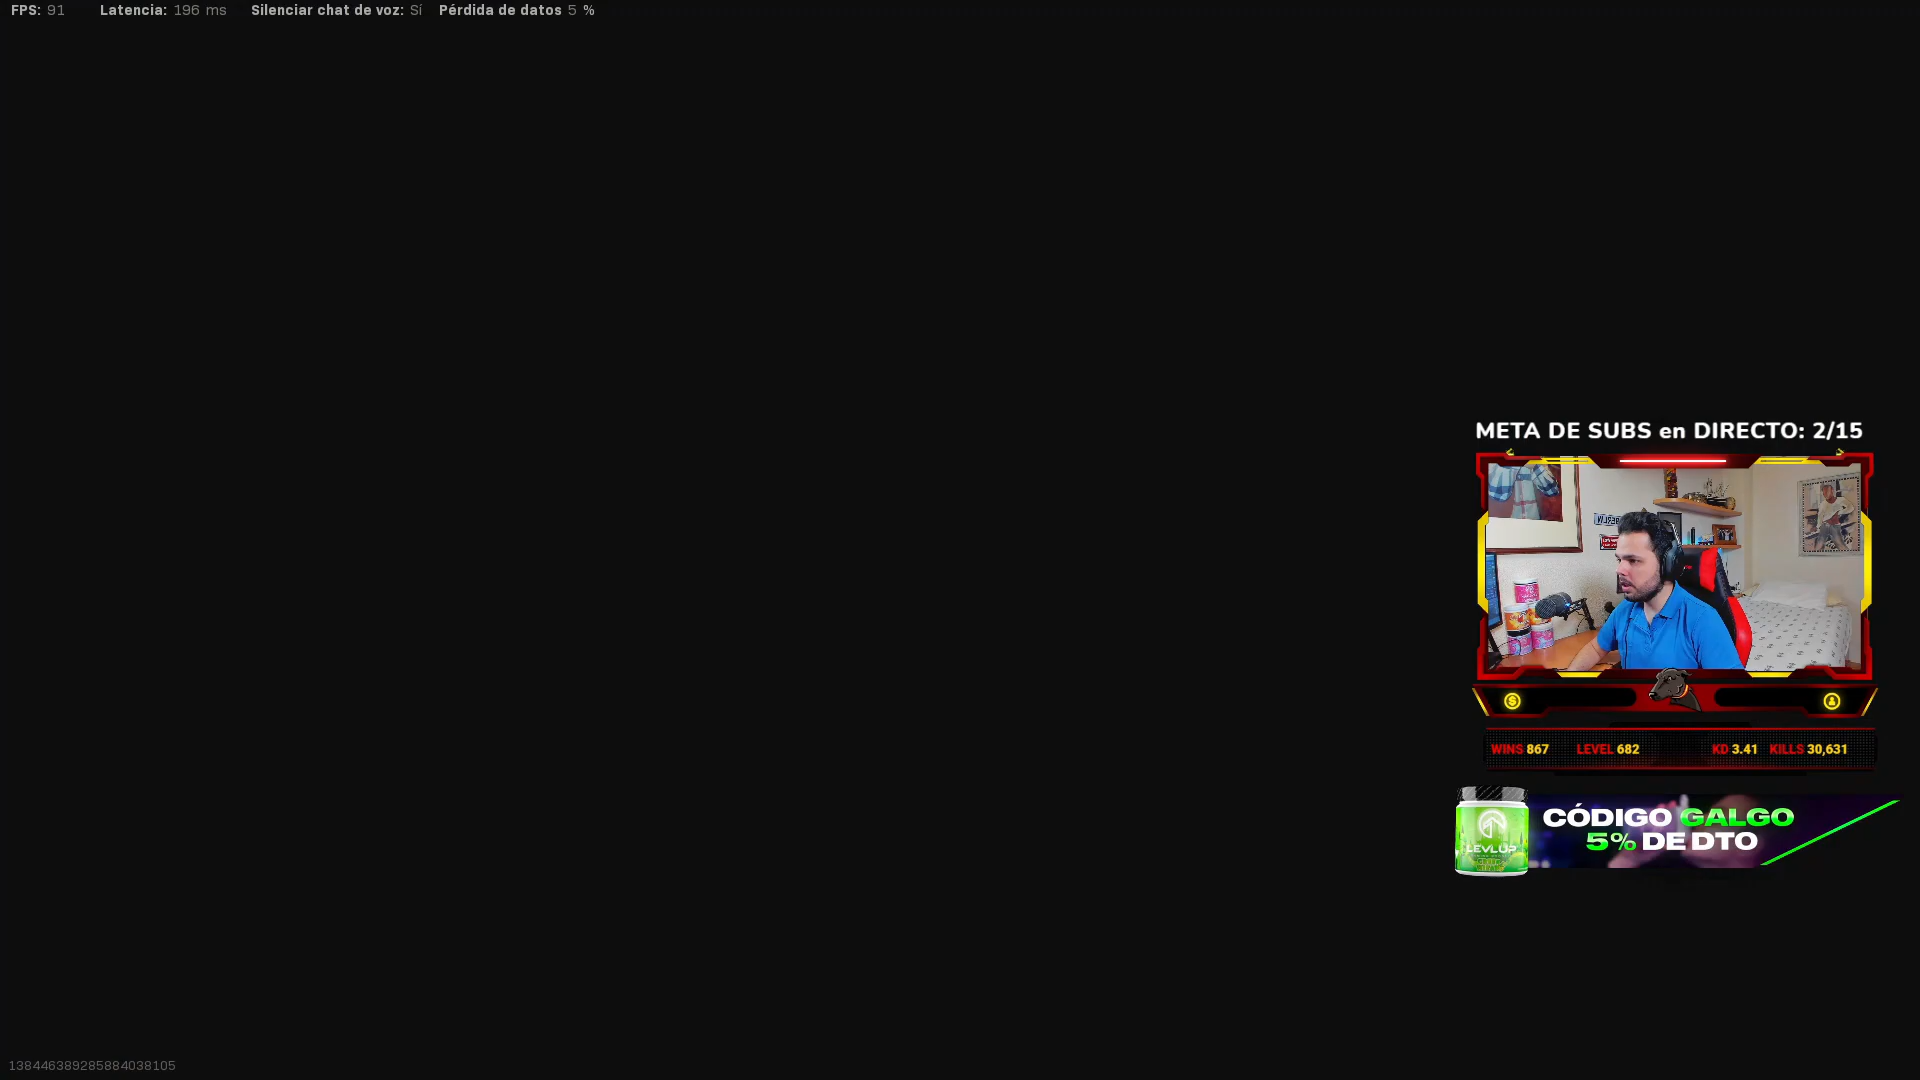 FPS: 91 Latencia: 196 ms Silenciar chat de voz: Sí Pérdida de datos 5 %
META DE SUBS en DIRECTO: 2/15
WINS 867 LEVEL 682 KD 3.41 KILLS 30,631
CÓDIGO GALGO
5% DE DTO
LEVLUP
138446389285884038105